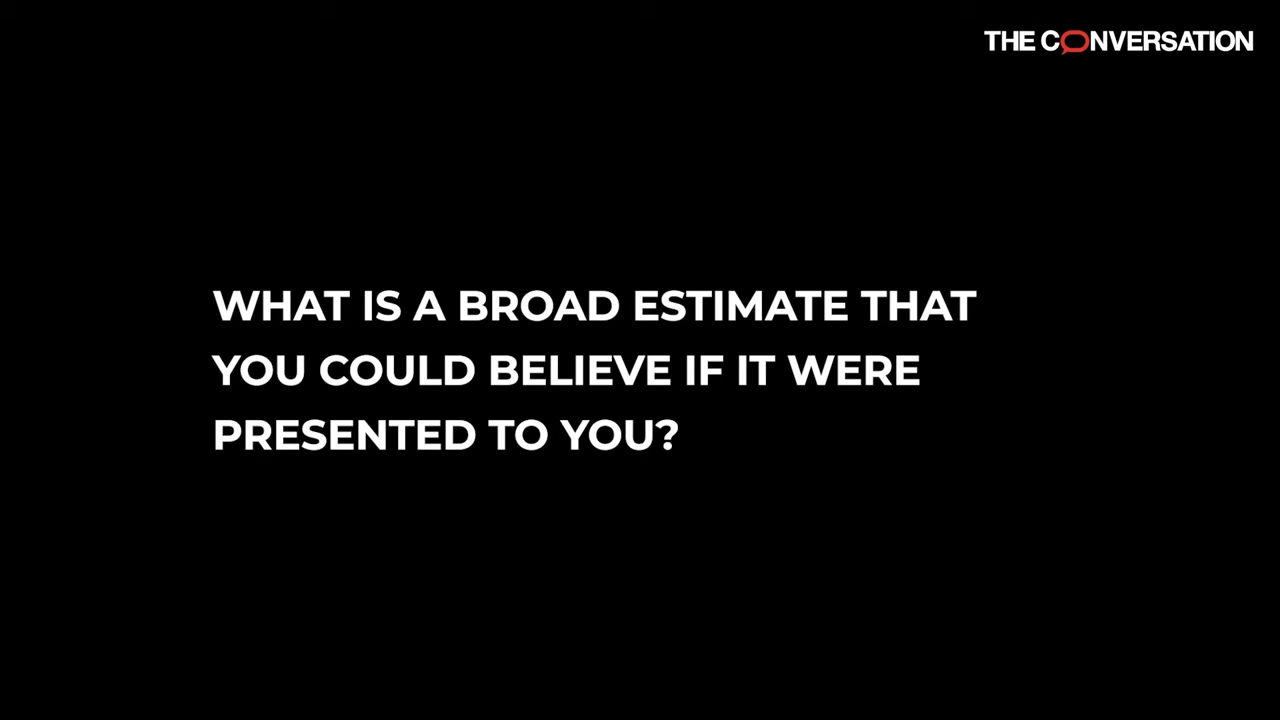 THE CONVERSATION
WHAT IS A BROAD ESTIMATE THAT
YOU COULD BELIEVE IF IT WERE
PRESENTED TO YOU?